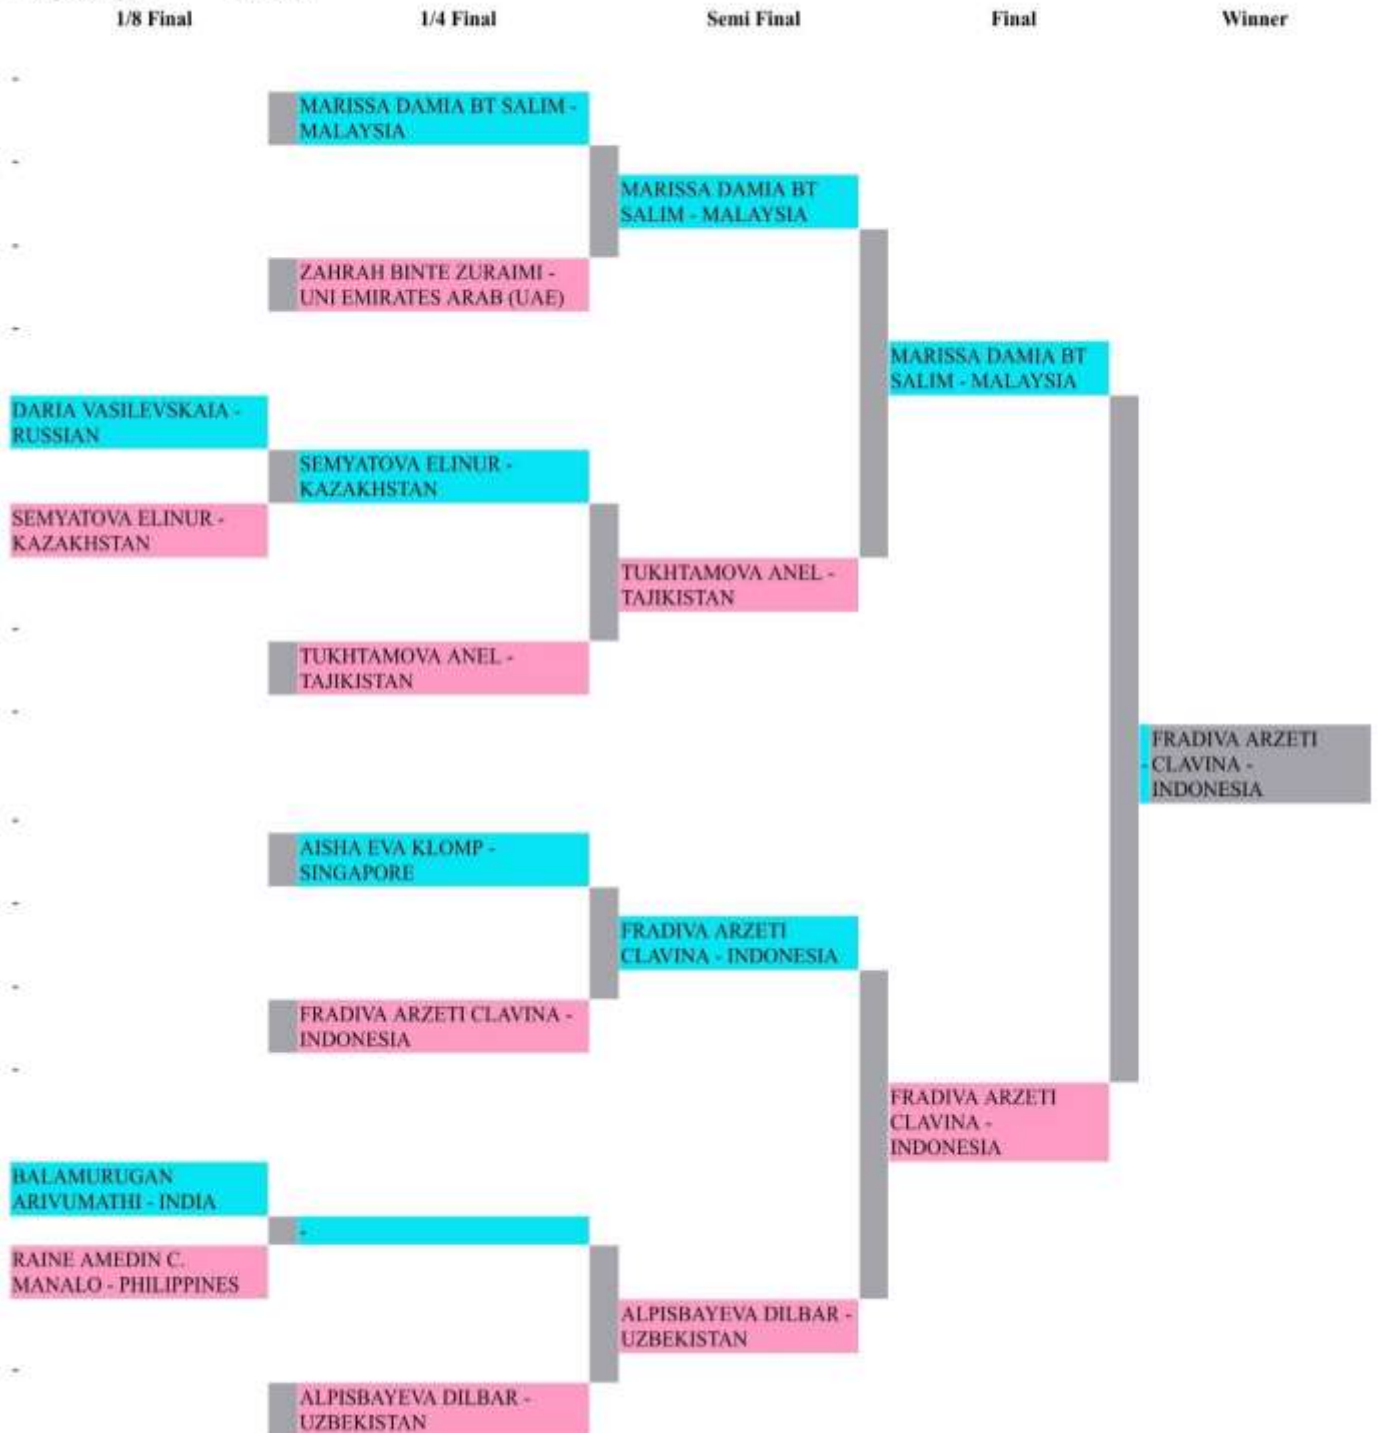 1/8 Final
1/4 Final
Semi Final
Final
Winner
-
MARISSA DAMIA BT SALIM -
MALAYSIA
-
MARISSA DAMIA BT
SALIM - MALAYSIA
-
ZAHRAH BINTE ZURAIMI -
UNI EMIRATES ARAB (UAE)
-
MARISSA DAMIA BT
SALIM - MALAYSIA
DARIA VASILEVSKAIA -
RUSSIAN
SEMYATOVA ELINUR -
KAZAKHSTAN
SEMYATOVA ELINUR -
KAZAKHSTAN
TUKHTAMOVA ANEL -
TAJIKISTAN
-
TUKHTAMOVA ANEL -
TAJIKISTAN
-
FRADIVA ARZETI
- CLAVINA -
INDONESIA
-
AISHA EVA KLOMP -
SINGAPORE
-
FRADIVA ARZETI
CLAVINA - INDONESIA
-
FRADIVA ARZETI CLAVINA -
INDONESIA
-
FRADIVA ARZETI
CLAVINA -
INDONESIA
BALAMURUGAN
ARIVUMATHI - INDIA
-
RAINE AMEDIN C.
MANALO - PHILIPPINES
ALPISBAYEVA DILBAR -
UZBEKISTAN
-
ALPISBAYEVA DILBAR -
UZBEKISTAN